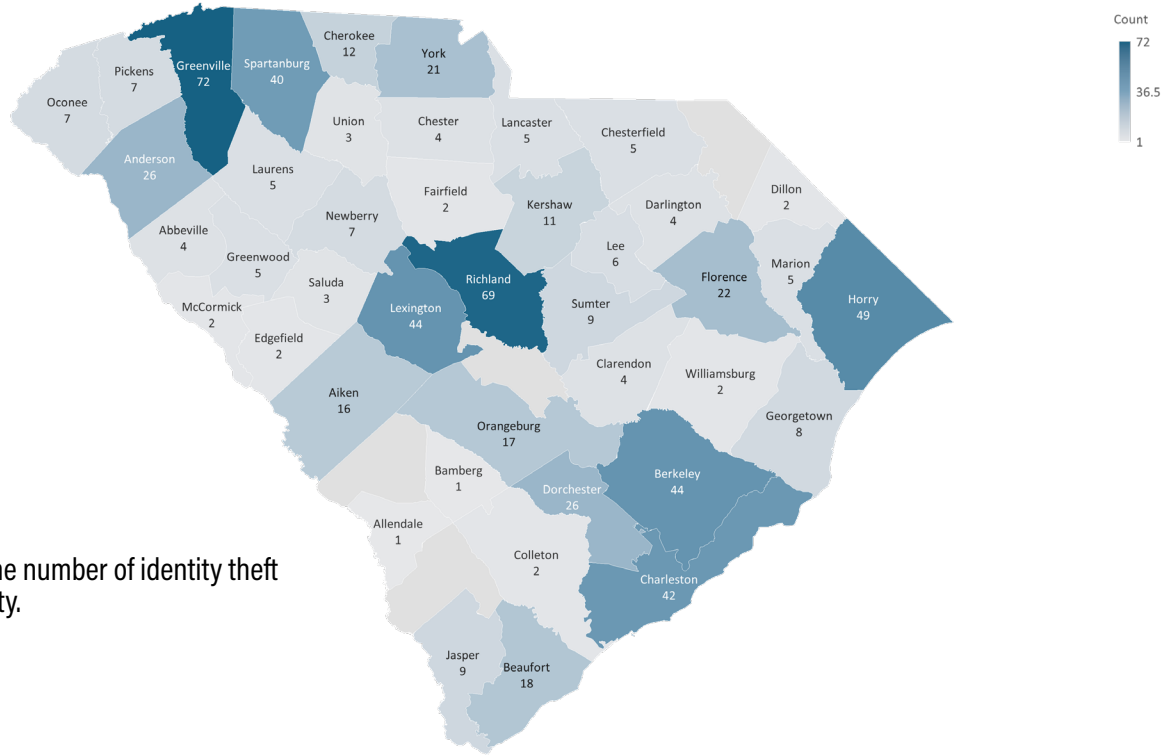 Count
72
36.5
1
Cherokee
12
York
21
Greenville
72
Spartanburg
40
Pickens
7
Oconee
7
Union
3
Chester
4
Lancaster
5
Chesterfield
5
Anderson
26
Laurens
5
Fairfield
2
Kershaw
11
Darlington
4
Dillon
2
Newberry
7
Abbeville
4
Greenwood
5
Lee
6
Marion
5
Florence
22
Richland
69
Saluda
3
Lexington
44
Sumter
9
Horry
49
McCormick
2
Edgefield
2
Clarendon
4
Williamsburg
2
Aiken
16
Georgetown
8
Orangeburg
17
Bamberg
1
Berkeley
44
Dorchester
26
Allendale
1
Colleton
2
Charleston
42
number of identity theft
Jasper
9
Beaufort
18